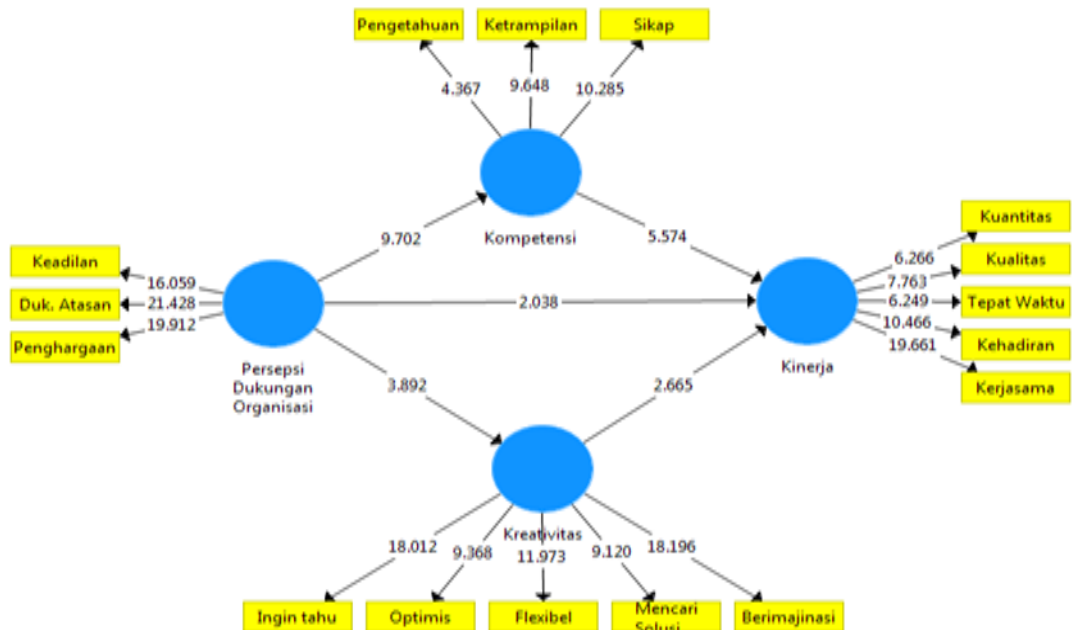 Pengetahuan
Ketrampilan
Sikap
4.367
9.648
10.285
Kompetensi
9.702
5.574
Keadilan
Duk. Atasan
Penghargaan
16.059
21.428
19.912
Persepsi
Dukungan
Organisasi
2.038
3.892
2.665
Kinerja
6.266
7.763
6.249
10.466
19.661
Kuantitas
Kualitas
Tepat Waktu
Kehadiran
Kerjasama
Kreativitas
18.012
9.368
11.973
9.120
18.196
Ingin tahu
Optimis
Flexibel
Mencari
Solusi
Berimajinasi